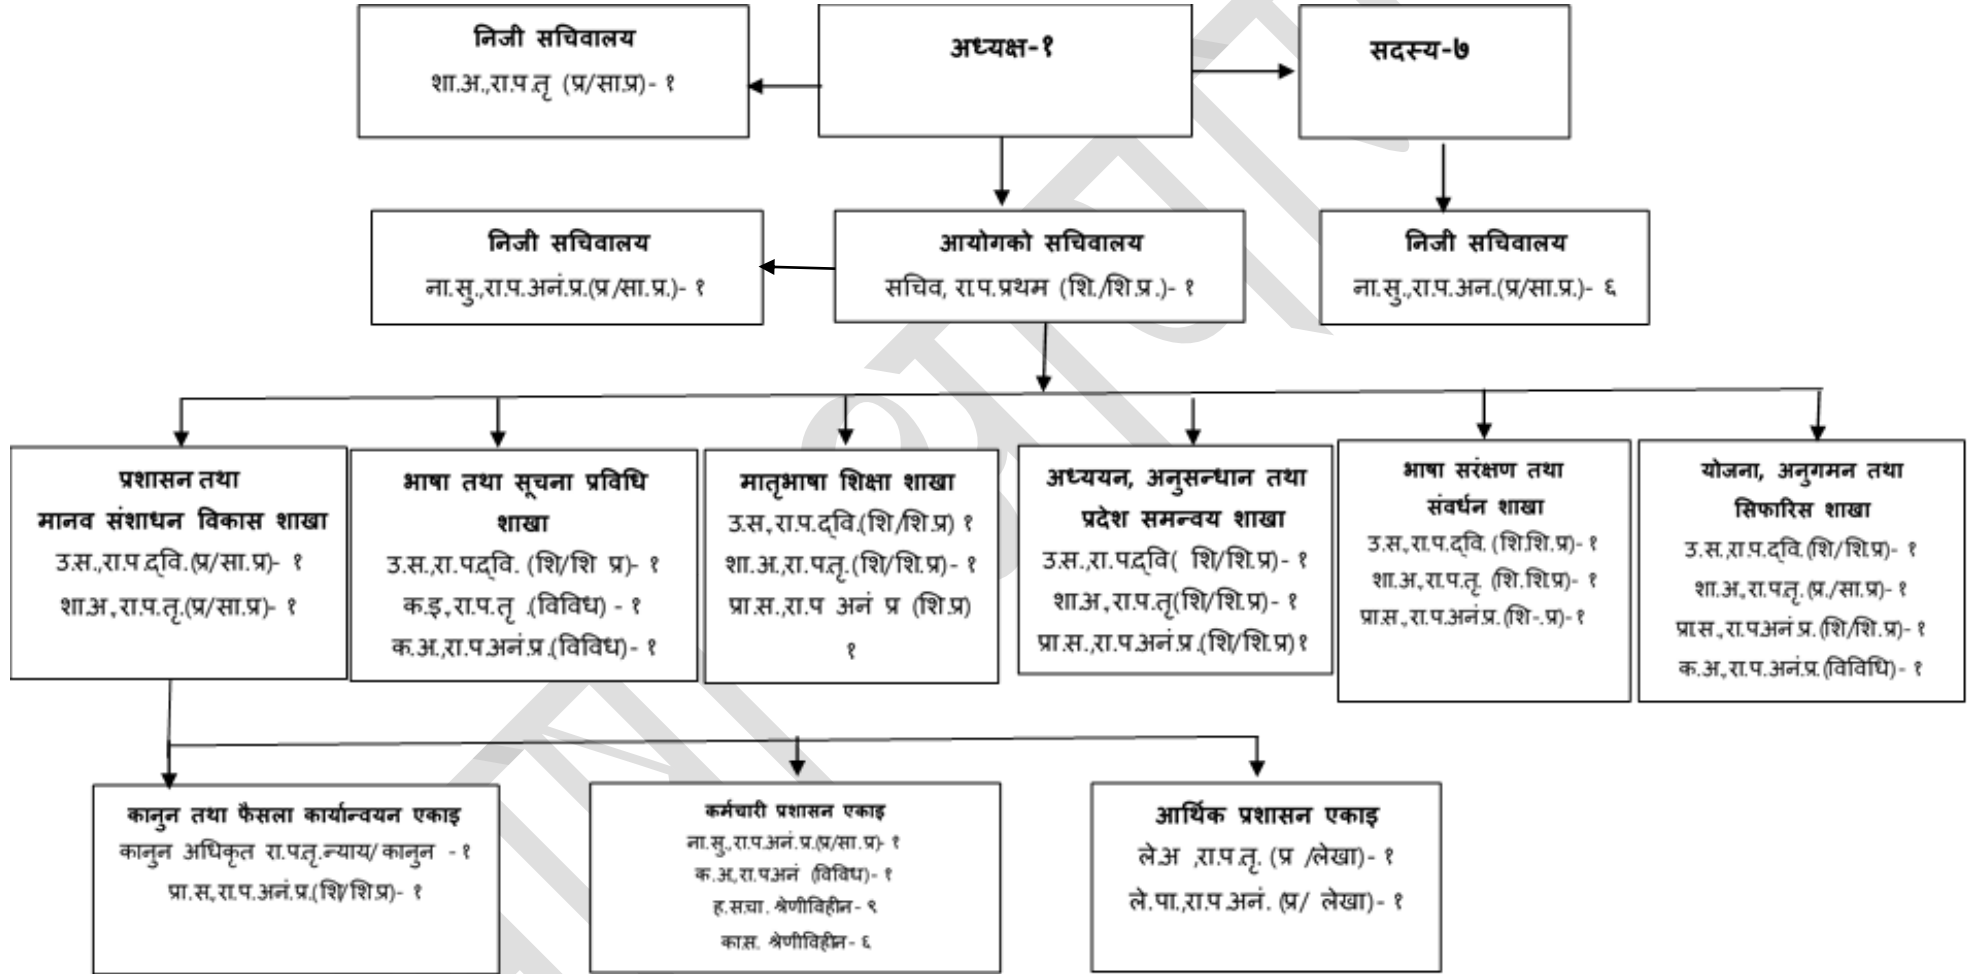 निजी सचिवालय
शा.अ.,रा.प.तृ (प्र/सा.प्र)- १
अध्यक्ष-१
सदस्य-७
निजी सचिवालय
ना.सु.,रा.प.अनं.प्र.(प्र/सा.प्र.)- १
आयोगको सचिवालय
सचिव, रा.प.प्रथम (शि./शि.प्र.)- १
निजी सचिवालय
ना.सु.,रा.प.अन.(प्र/सा.प्र.)- ६
प्रशासन तथा
मानव संशाधन विकास शाखा
उ.स.,रा.प.द्वि.(प्र/सा.प्र)- १
शा.अ.,रा.प.तृ.(प्र/सा.प्र)- १
भाषा तथा सूचना प्रविधि
शाखा
उ.स.,रा.प.द्वि. (शि/शि प्र)- १
क.इ.,रा.प.तृ .(विविध) - १
क.अ.,रा.प.अनं.प्र.(विविध)- १
मातृभाषा शिक्षा शाखा
उ.स.,रा.प.द्वि.(शि/शि.प्र) १
शा.अ.,रा.प.तृ.(शि/शि.प्र)- १
प्रा.स.,रा.प अनं प्र (शि.प्र)
१
अध्ययन, अनुसन्धान तथा
प्रदेश समन्वय शाखा
उ.स.,रा.प.द्वि( शि/शि.प्र)- १
शा.अ.,रा.प.तृ(शि/शि.प्र)- १
प्रा.स.,रा.प.अनं.प्र.(शि/शि.प्र) १
भाषा सरंक्षण तथा
संवर्धन शाखा
उ.स.,रा.प.द्वि. (शि.शि.प्र)- १
शा.अ.,रा.प.तृ. (शि.शि.प्र)- १
प्रा.स.,रा.प.अनं.प्र. (शि-.प्र)- १
योजना, अनुगमन तथा
सिफारिस शाखा
उ.स.,रा.प.द्वि.(शि/शि.प्र)- १
शा.अ.,रा.प.तृ. (प्र./सा.प्र)- १
प्रा.स.,रा.प.अनं.प्र. (शि/शि.प्र)- १
क.अ.,रा.प.अनं.प्र. (विविधि)- १
कानुन तथा फैसला कार्यान्वयन एकाइ
कानुन अधिकृत रा.प.तृ.न्याय/ कानुन - १
प्रा.स.,रा.प.अनं.प्र.(शि/शि.प्र)- १
कर्मचारी प्रशासन एकाइ
ना.सु.,रा.प.अनं.प्र.(प्र/सा.प्र)- १
क.अ.,रा.प.अनं (विविध)- १
ह.स.चा. श्रेणीविहीन- ९
का.स. श्रेणीविहीन- ६
आर्थिक प्रशासन एकाइ
ले.अ ,रा.प.तृ. (प्र /लेखा)- १
ले.पा.,रा.प.अनं. (प्र/ लेखा)- १